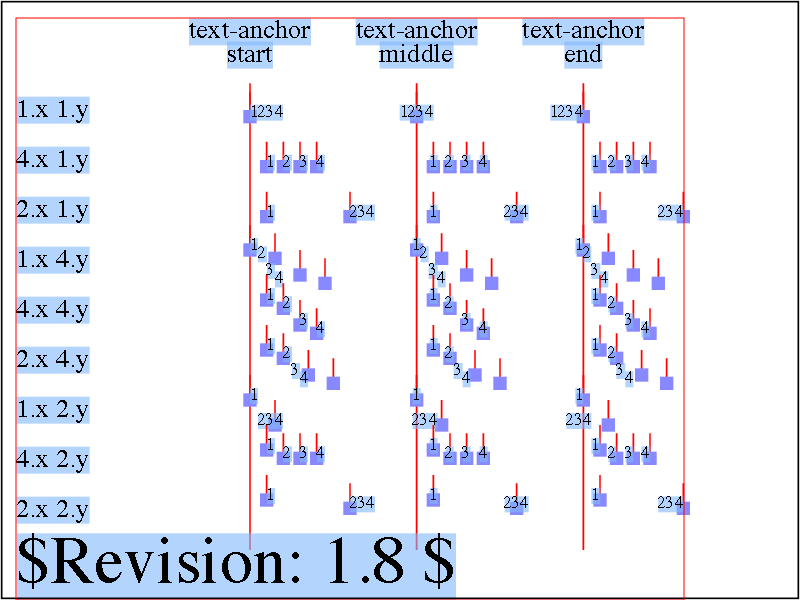 text-anchor text-anchor text-anchor
start middle end
1.x 1.y 1234 1234 1234
4.x 1.y 1 2 3 4 1 2 3 4 1 2 3 4
2.x 1.y 1 234 1 234 1 234
1.x 4.y 1 2 3 4 1 2 3 4 1 2 3 4
4.x 4.y 1 2 3 4 1 2 3 4 1 2 3 4
2.x 4.y 1 2 3 4 1 2 3 4 1 2 3 4
1.x 2.y 1 234 1 234 1 234
4.x 2.y 1 2 3 4 1 2 3 4 1 2 3 4
2.x 2.y 1 234 1 234 1 234
$Revision: 1.8 $